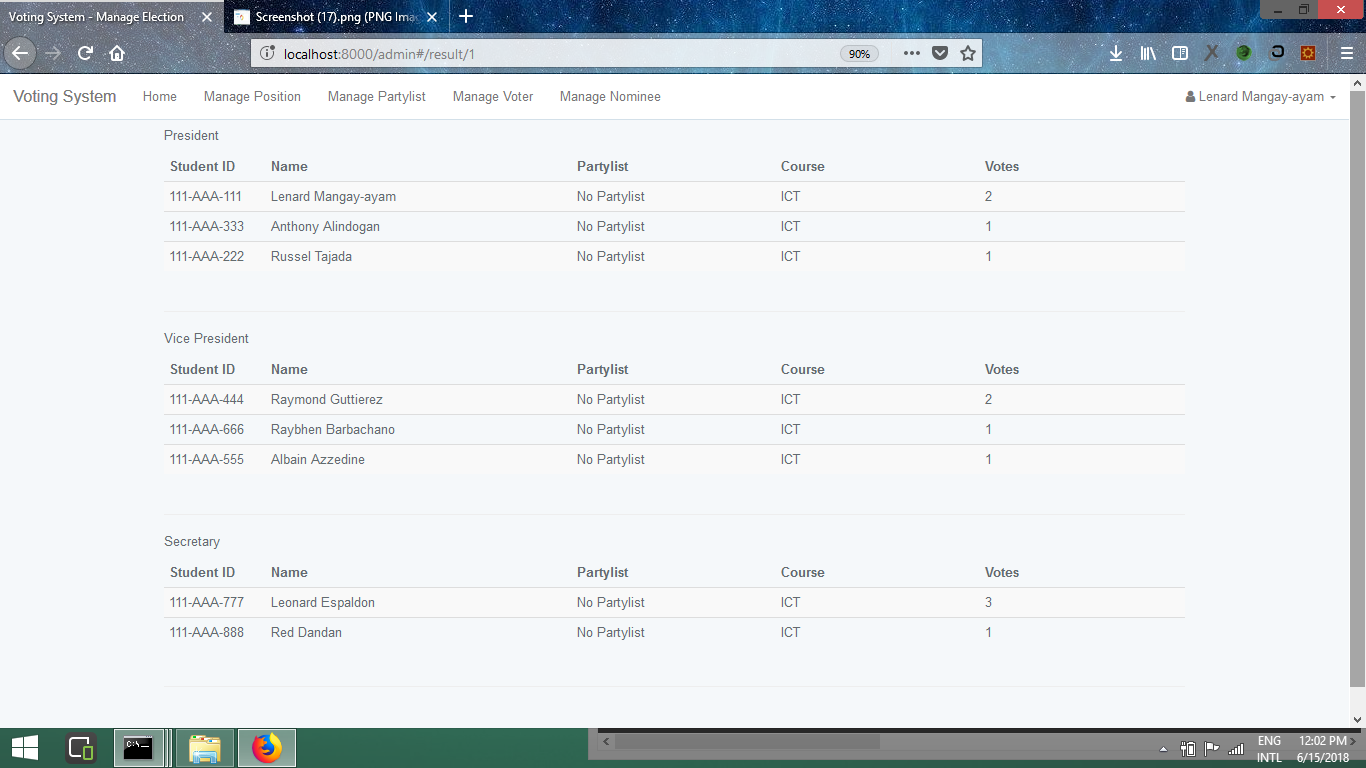 Voting System - Manage Election
Screenshot (17).png (PNG Imag
localhost:8000/admin#/result/1
90%
Voting System Home Manage Position Manage Partylist Manage Voter Manage Nominee Lenard Mangay-ayam
President
Student ID Name Partylist Course Votes
111-AAA-111 Lenard Mangay-ayam No Partylist ICT 2
111-AAA-333 Anthony Alindogan No Partylist ICT 1
111-AAA-222 Russel Tajada No Partylist ICT 1
Vice President
Student ID Name Partylist Course Votes
111-AAA-444 Raymond Guttierez No Partylist ICT 2
111-AAA-666 Raybhen Barbachano No Partylist ICT 1
111-AAA-555 Albain Azzedine No Partylist ICT 1
Secretary
Student ID Name Partylist Course Votes
111-AAA-777 Leonard Espaldon No Partylist ICT 3
111-AAA-888 Red Dandan No Partylist ICT 1
C:\
ENG 12:02 PM
INTL 6/15/2018